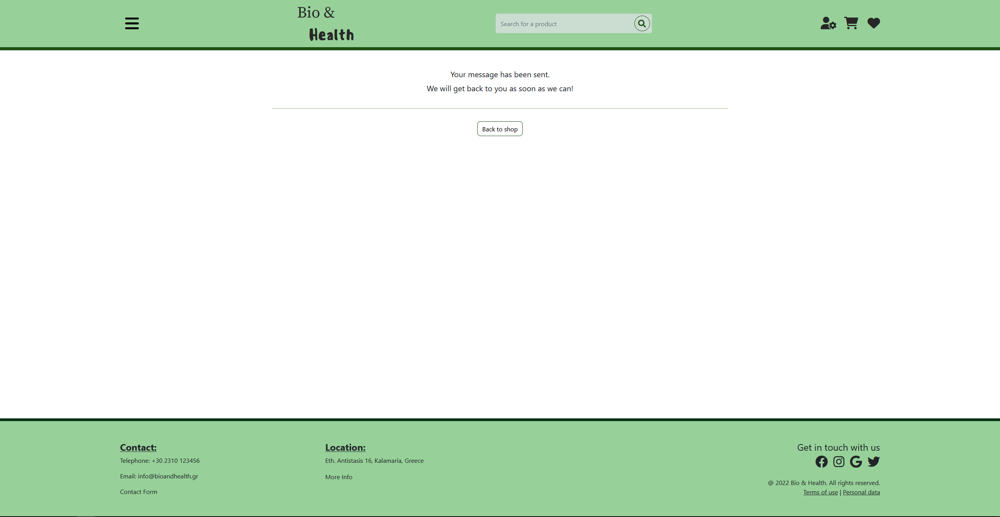 Bio &
Health
Search for a product
Your message has been sent.
We will get back to you as soon as we can!
Back to shop
Contact:
Telephone: +30 2310 123456
Email: info@bioandhealth.gr
Contact Form
Location:
Eth. Antistasis 16, Kalamaria, Greece
More Info
Get in touch with us
@ 2022 Bio & Health. All rights reserved.
Terms of use | Personal data